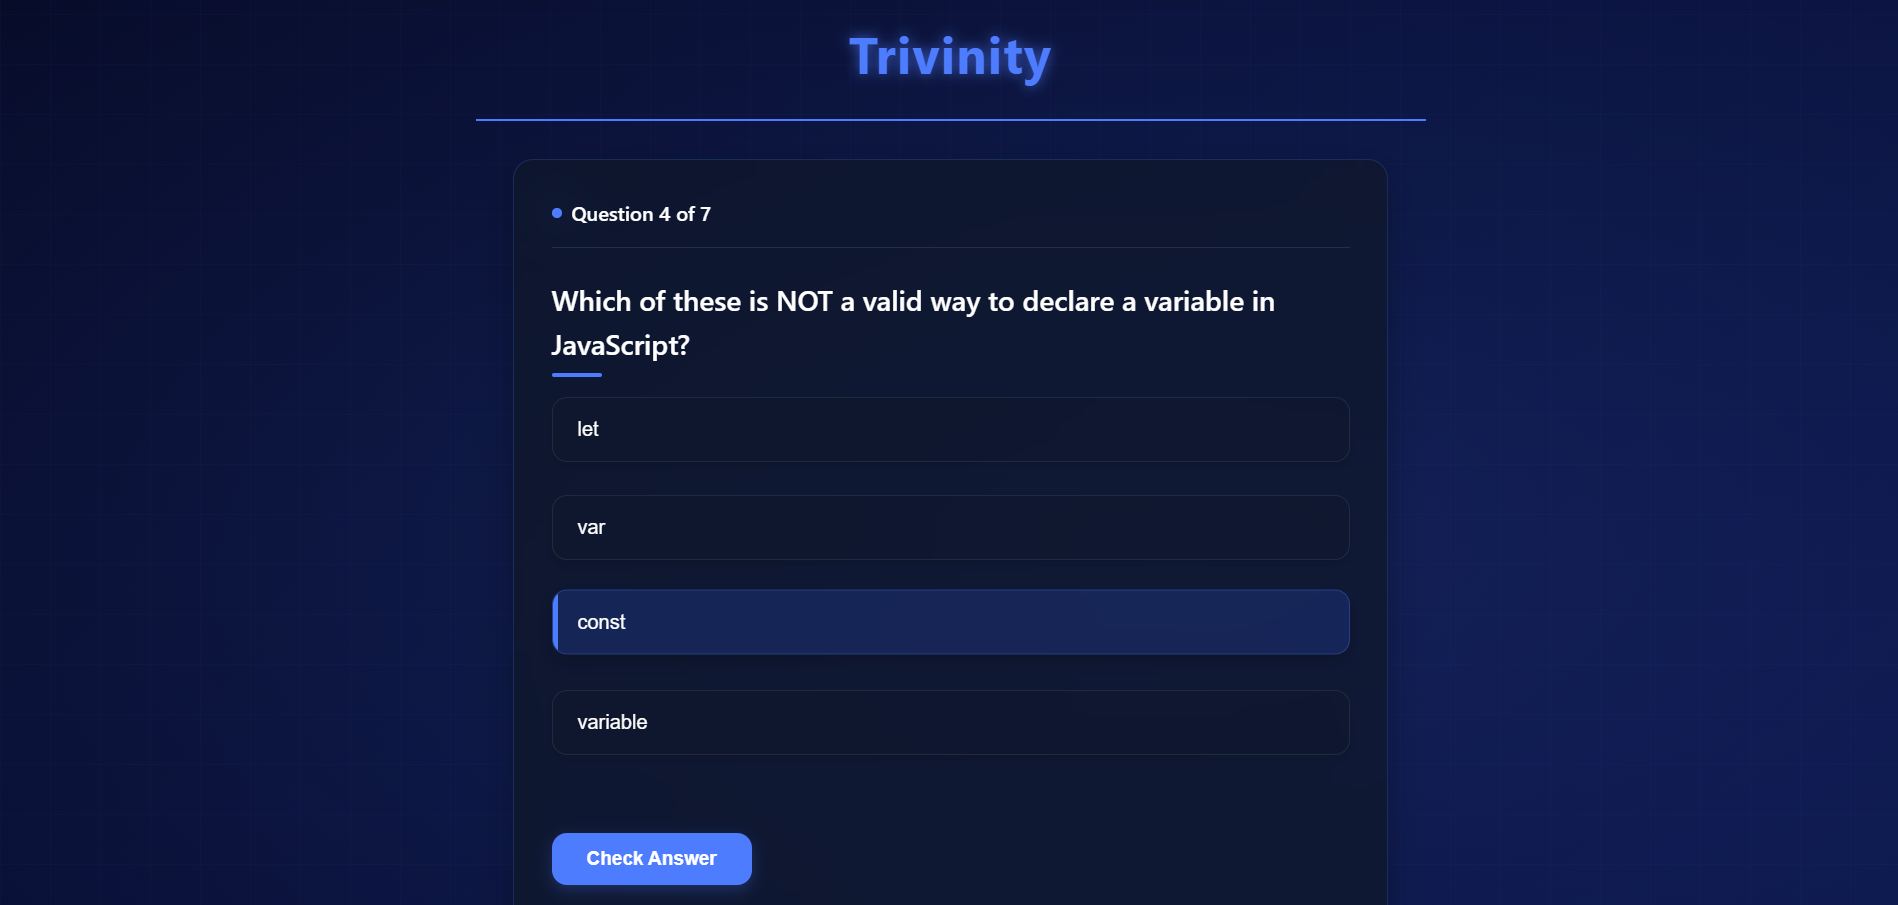 Trivinity
Question 4 of 7
Which of these is NOT a valid way to declare a variable in
JavaScript?
let
var
const
variable
Check Answer